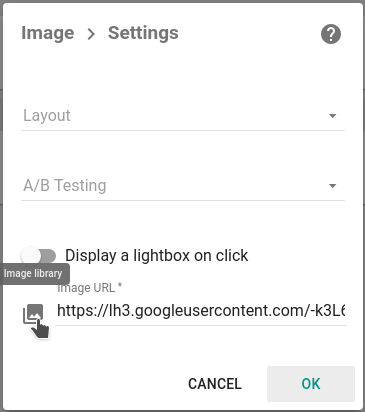 Image > Settings
Layout
A/B Testing
Display a lightbox on click
Image library
Image URL *
https://lh3.googleusercontent.com/-k3L6
CANCEL
OK